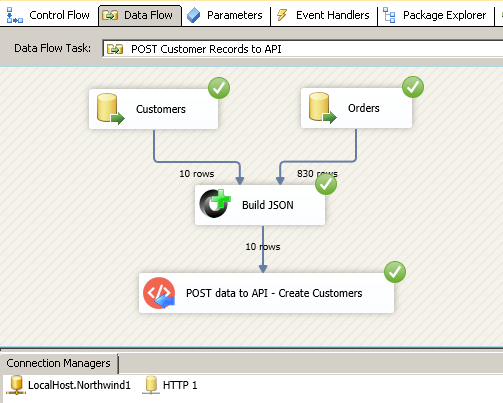 Control Flow Data Flow Parameters Event Handlers Package Explorer
Data Flow Task: POST Customer Records to API
Customers Orders
10 rows 830 rows
Build JSON
10 rows
POST data to API - Create Customers
Connection Managers
LocalHost.Northwind1 HTTP 1